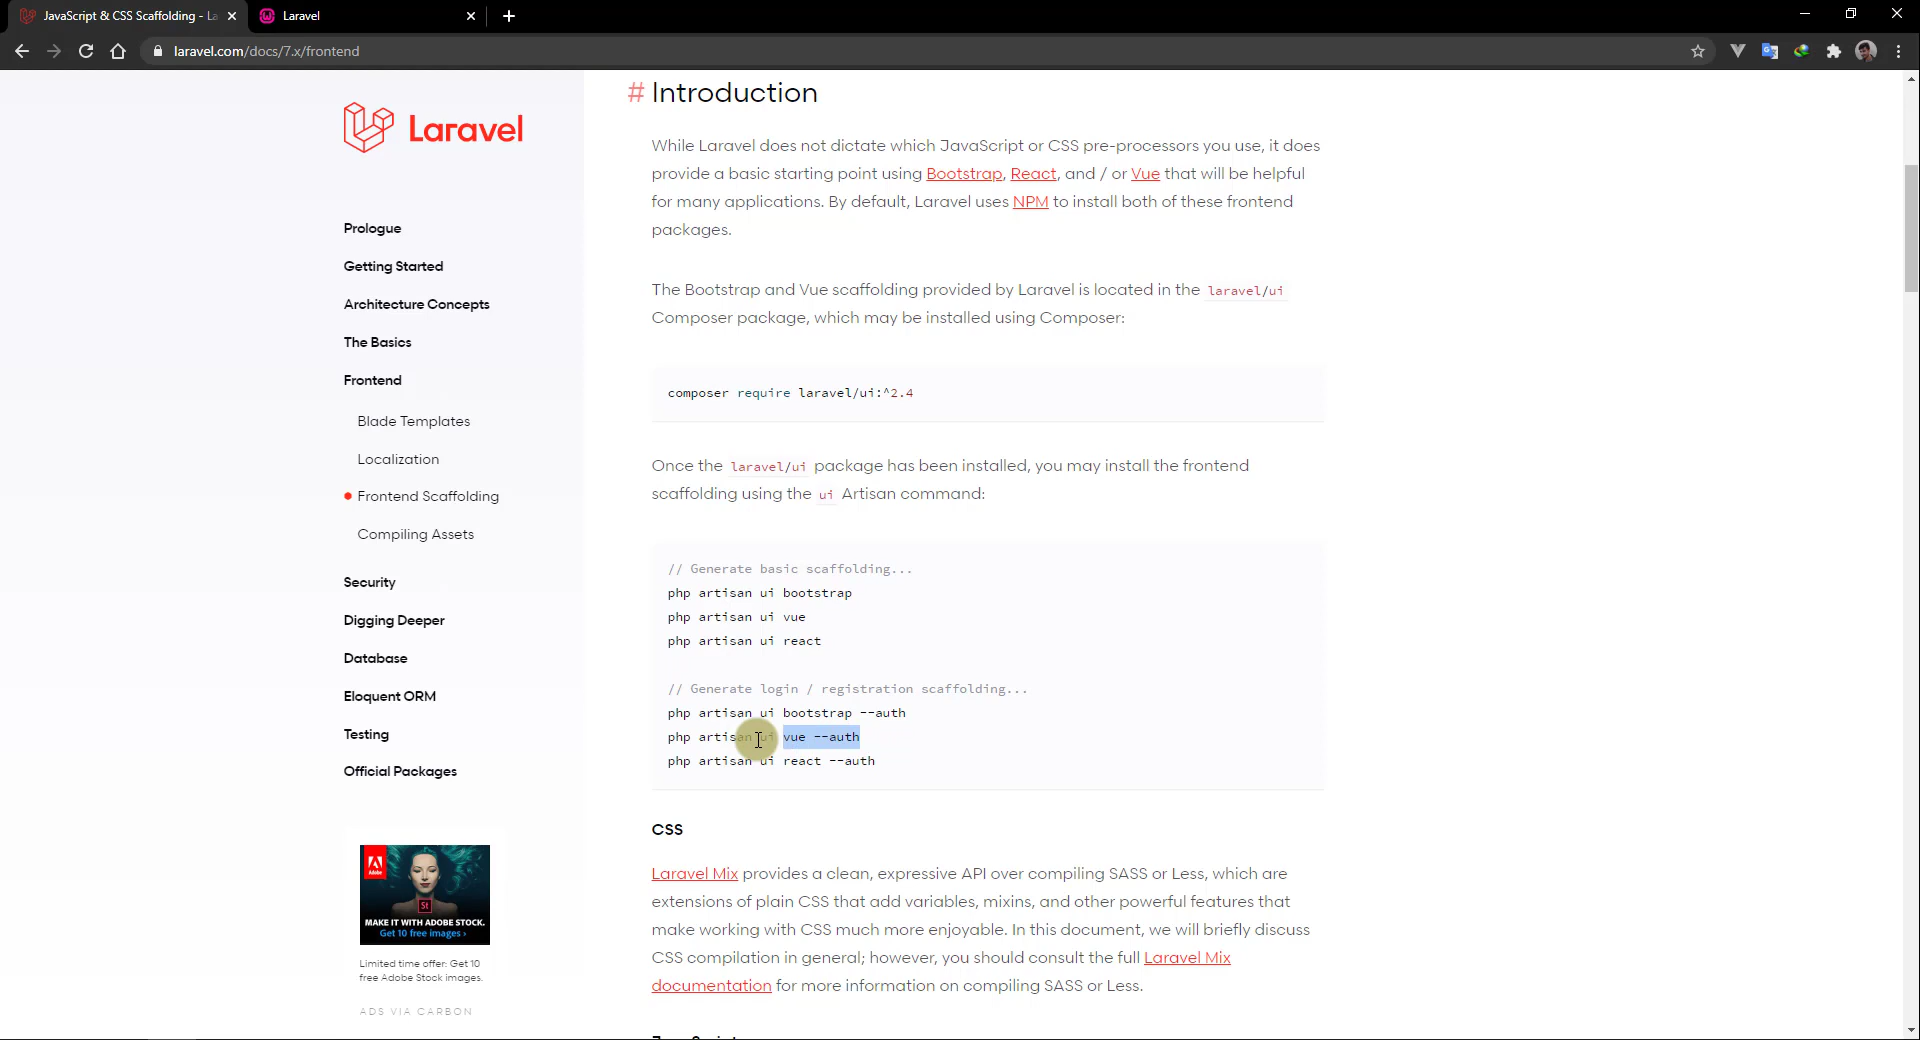 JavaScript & CSS Scaffolding - La
Laravel
laravel.com/docs/7.x/frontend
Laravel
Prologue
Getting Started
Architecture Concepts
The Basics
Frontend
Blade Templates
Localization
Frontend Scaffolding
Compiling Assets
Security
Digging Deeper
Database
Eloquent ORM
Testing
Official Packages
MAKE IT WITH ADOBE STOCK.
Get 10 free images ›
Limited time offer: Get 10
free Adobe Stock images.
ADS VIA CARBON
# Introduction
While Laravel does not dictate which JavaScript or CSS pre-processors you use, it does
provide a basic starting point using Bootstrap, React, and / or Vue that will be helpful
for many applications. By default, Laravel uses NPM to install both of these frontend
packages.
The Bootstrap and Vue scaffolding provided by Laravel is located in the laravel/ui
Composer package, which may be installed using Composer:
composer require laravel/ui:^2.4
Once the laravel/ui package has been installed, you may install the frontend
scaffolding using the ui Artisan command:
// Generate basic scaffolding...
php artisan ui bootstrap
php artisan ui vue
php artisan ui react
// Generate login / registration scaffolding...
php artisan ui bootstrap --auth
php artisan ui vue --auth
php artisan ui react --auth
CSS
Laravel Mix provides a clean, expressive API over compiling SASS or Less, which are
extensions of plain CSS that add variables, mixins, and other powerful features that
make working with CSS much more enjoyable. In this document, we will briefly discuss
CSS compilation in general; however, you should consult the full Laravel Mix
documentation for more information on compiling SASS or Less.